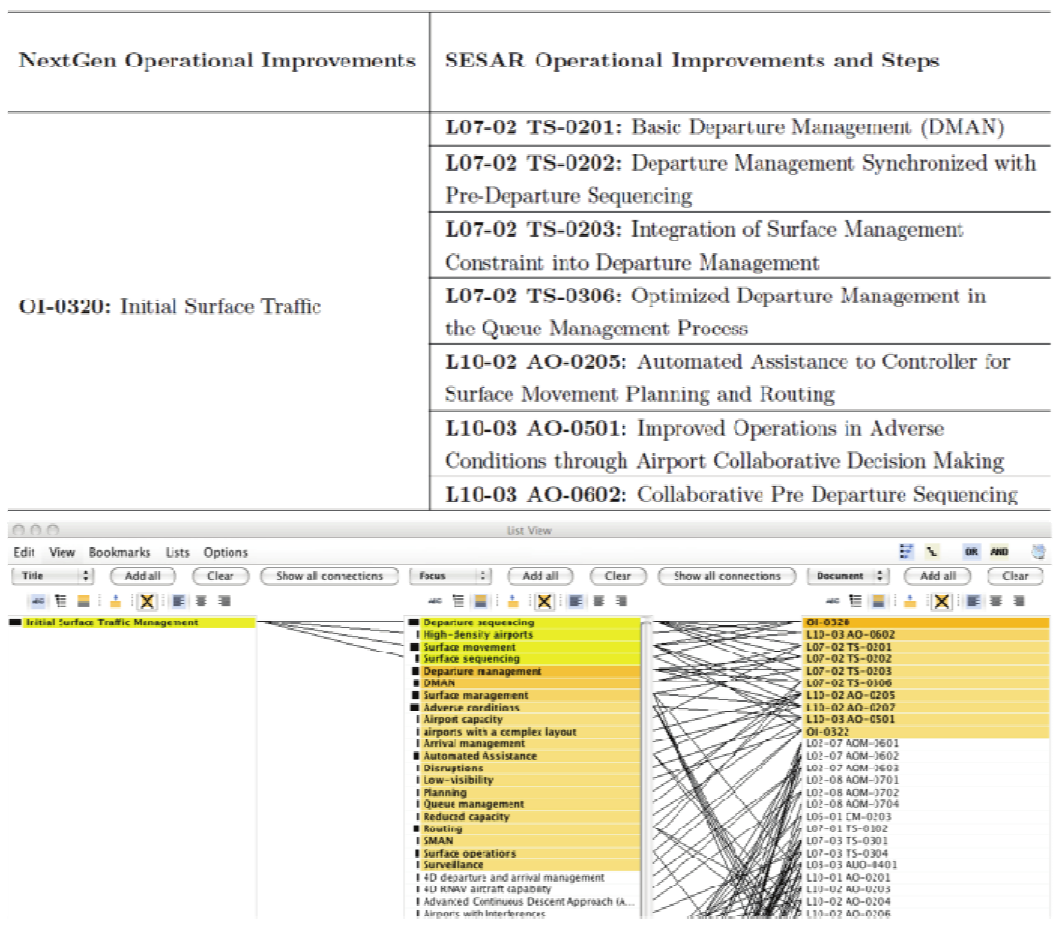 NextGen Operational Improvements
SESAR Operational Improvements and Steps
OI-0320: Initial Surface Traffic
L07-02 TS-0201: Basic Departure Management (DMAN)
L07-02 TS-0202: Departure Management Synchronized with
Pre-Departure Sequencing
L07-02 TS-0203: Integration of Surface Management
Constraint into Departure Management
L07-02 TS-0306: Optimized Departure Management in
the Queue Management Process
L10-02 AO-0205: Automated Assistance to Controller for
Surface Movement Planning and Routing
L10-03 AO-0501: Improved Operations in Adverse
Conditions through Airport Collaborative Decision Making
L10-03 AO-0602: Collaborative Pre Departure Sequencing
List View
Edit View Bookmarks Lists Options
OR AND
Title Add all Clear Show all connections
Focus Add all Clear Show all connections
Document Add all Clear
Initial Surface Traffic Management
Departure sequencing
High-density airports
Surface movement
Surface sequencing
Departure management
DMAN
Surface management
Adverse conditions
Airport capacity
airports with a complex layout
Arrival management
Automated Assistance
Disruptions
Low-visibility
Planning
Queue management
Reduced capacity
Routing
SMAN
Surface operations
Surveillance
4D departure and arrival management
4D RNAV aircraft capability
Advanced Continuous Descent Approach (A...
Airports with Interferences
OI-0320
L10-03 AO-0602
L07-02 TS-0201
L07-02 TS-0202
L07-02 TS-0203
L07-02 TS-0306
L10-02 AO-0205
L10-02 AO-0207
L10-03 AO-0501
OI-0322
L02-07 AOM-0601
L02-07 AOM-0602
L02-07 AOM-0603
L02-08 AOM-0701
L02-08 AOM-0702
L02-08 AOM-0704
L06-01 CM-0203
L07-01 TS-0102
L07-03 TS-0301
L07-03 TS-0304
L08-03 AUO-0401
L10-01 AO-0201
L10-02 AO-0203
L10-02 AO-0204
L10-02 AO-0206